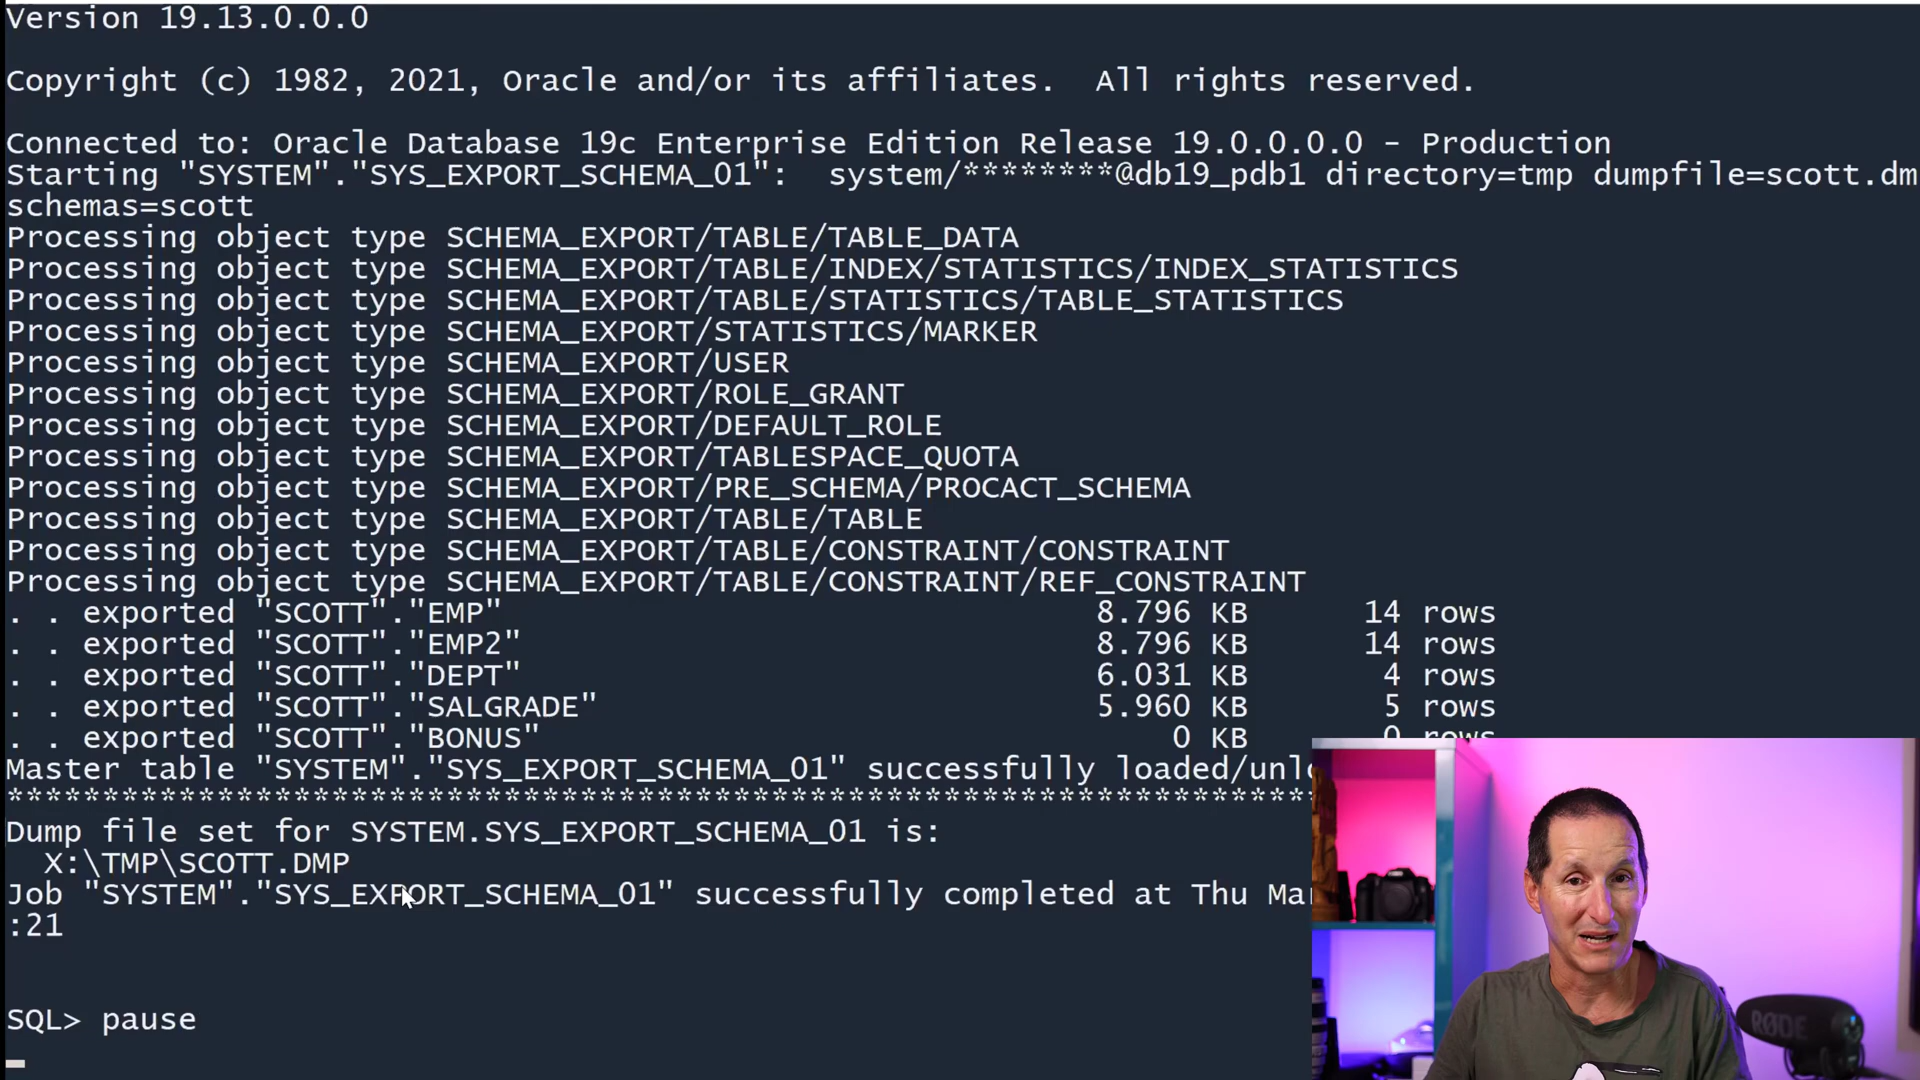 Version 19.13.0.0.0
Copyright (c) 1982, 2021, Oracle and/or its affiliates.  All rights reserved.
Connected to: Oracle Database 19c Enterprise Edition Release 19.0.0.0.0 - Production
Starting "SYSTEM"."SYS_EXPORT_SCHEMA_01":  system/********@db19_pdb1 directory=tmp dumpfile=scott.dm
schemas=scott
Processing object type SCHEMA_EXPORT/TABLE/TABLE_DATA
Processing object type SCHEMA_EXPORT/TABLE/INDEX/STATISTICS/INDEX_STATISTICS
Processing object type SCHEMA_EXPORT/TABLE/STATISTICS/TABLE_STATISTICS
Processing object type SCHEMA_EXPORT/STATISTICS/MARKER
Processing object type SCHEMA_EXPORT/USER
Processing object type SCHEMA_EXPORT/ROLE_GRANT
Processing object type SCHEMA_EXPORT/DEFAULT_ROLE
Processing object type SCHEMA_EXPORT/TABLESPACE_QUOTA
Processing object type SCHEMA_EXPORT/PRE_SCHEMA/PROCACT_SCHEMA
Processing object type SCHEMA_EXPORT/TABLE/TABLE
Processing object type SCHEMA_EXPORT/TABLE/CONSTRAINT/CONSTRAINT
Processing object type SCHEMA_EXPORT/TABLE/CONSTRAINT/REF_CONSTRAINT
. . exported "SCOTT"."EMP" 8.796 KB 14 rows
. . exported "SCOTT"."EMP2" 8.796 KB 14 rows
. . exported "SCOTT"."DEPT" 6.031 KB 4 rows
. . exported "SCOTT"."SALGRADE" 5.960 KB 5 rows
. . exported "SCOTT"."BONUS" 0 KB 0 rows
Master table "SYSTEM"."SYS_EXPORT_SCHEMA_01" successfully loaded/unlo
********************************************************************
Dump file set for SYSTEM.SYS_EXPORT_SCHEMA_01 is:
X:\TMP\SCOTT.DMP
Job "SYSTEM"."SYS_EXPORT_SCHEMA_01" successfully completed at Thu Mar
:21
SQL> pause
RØDE